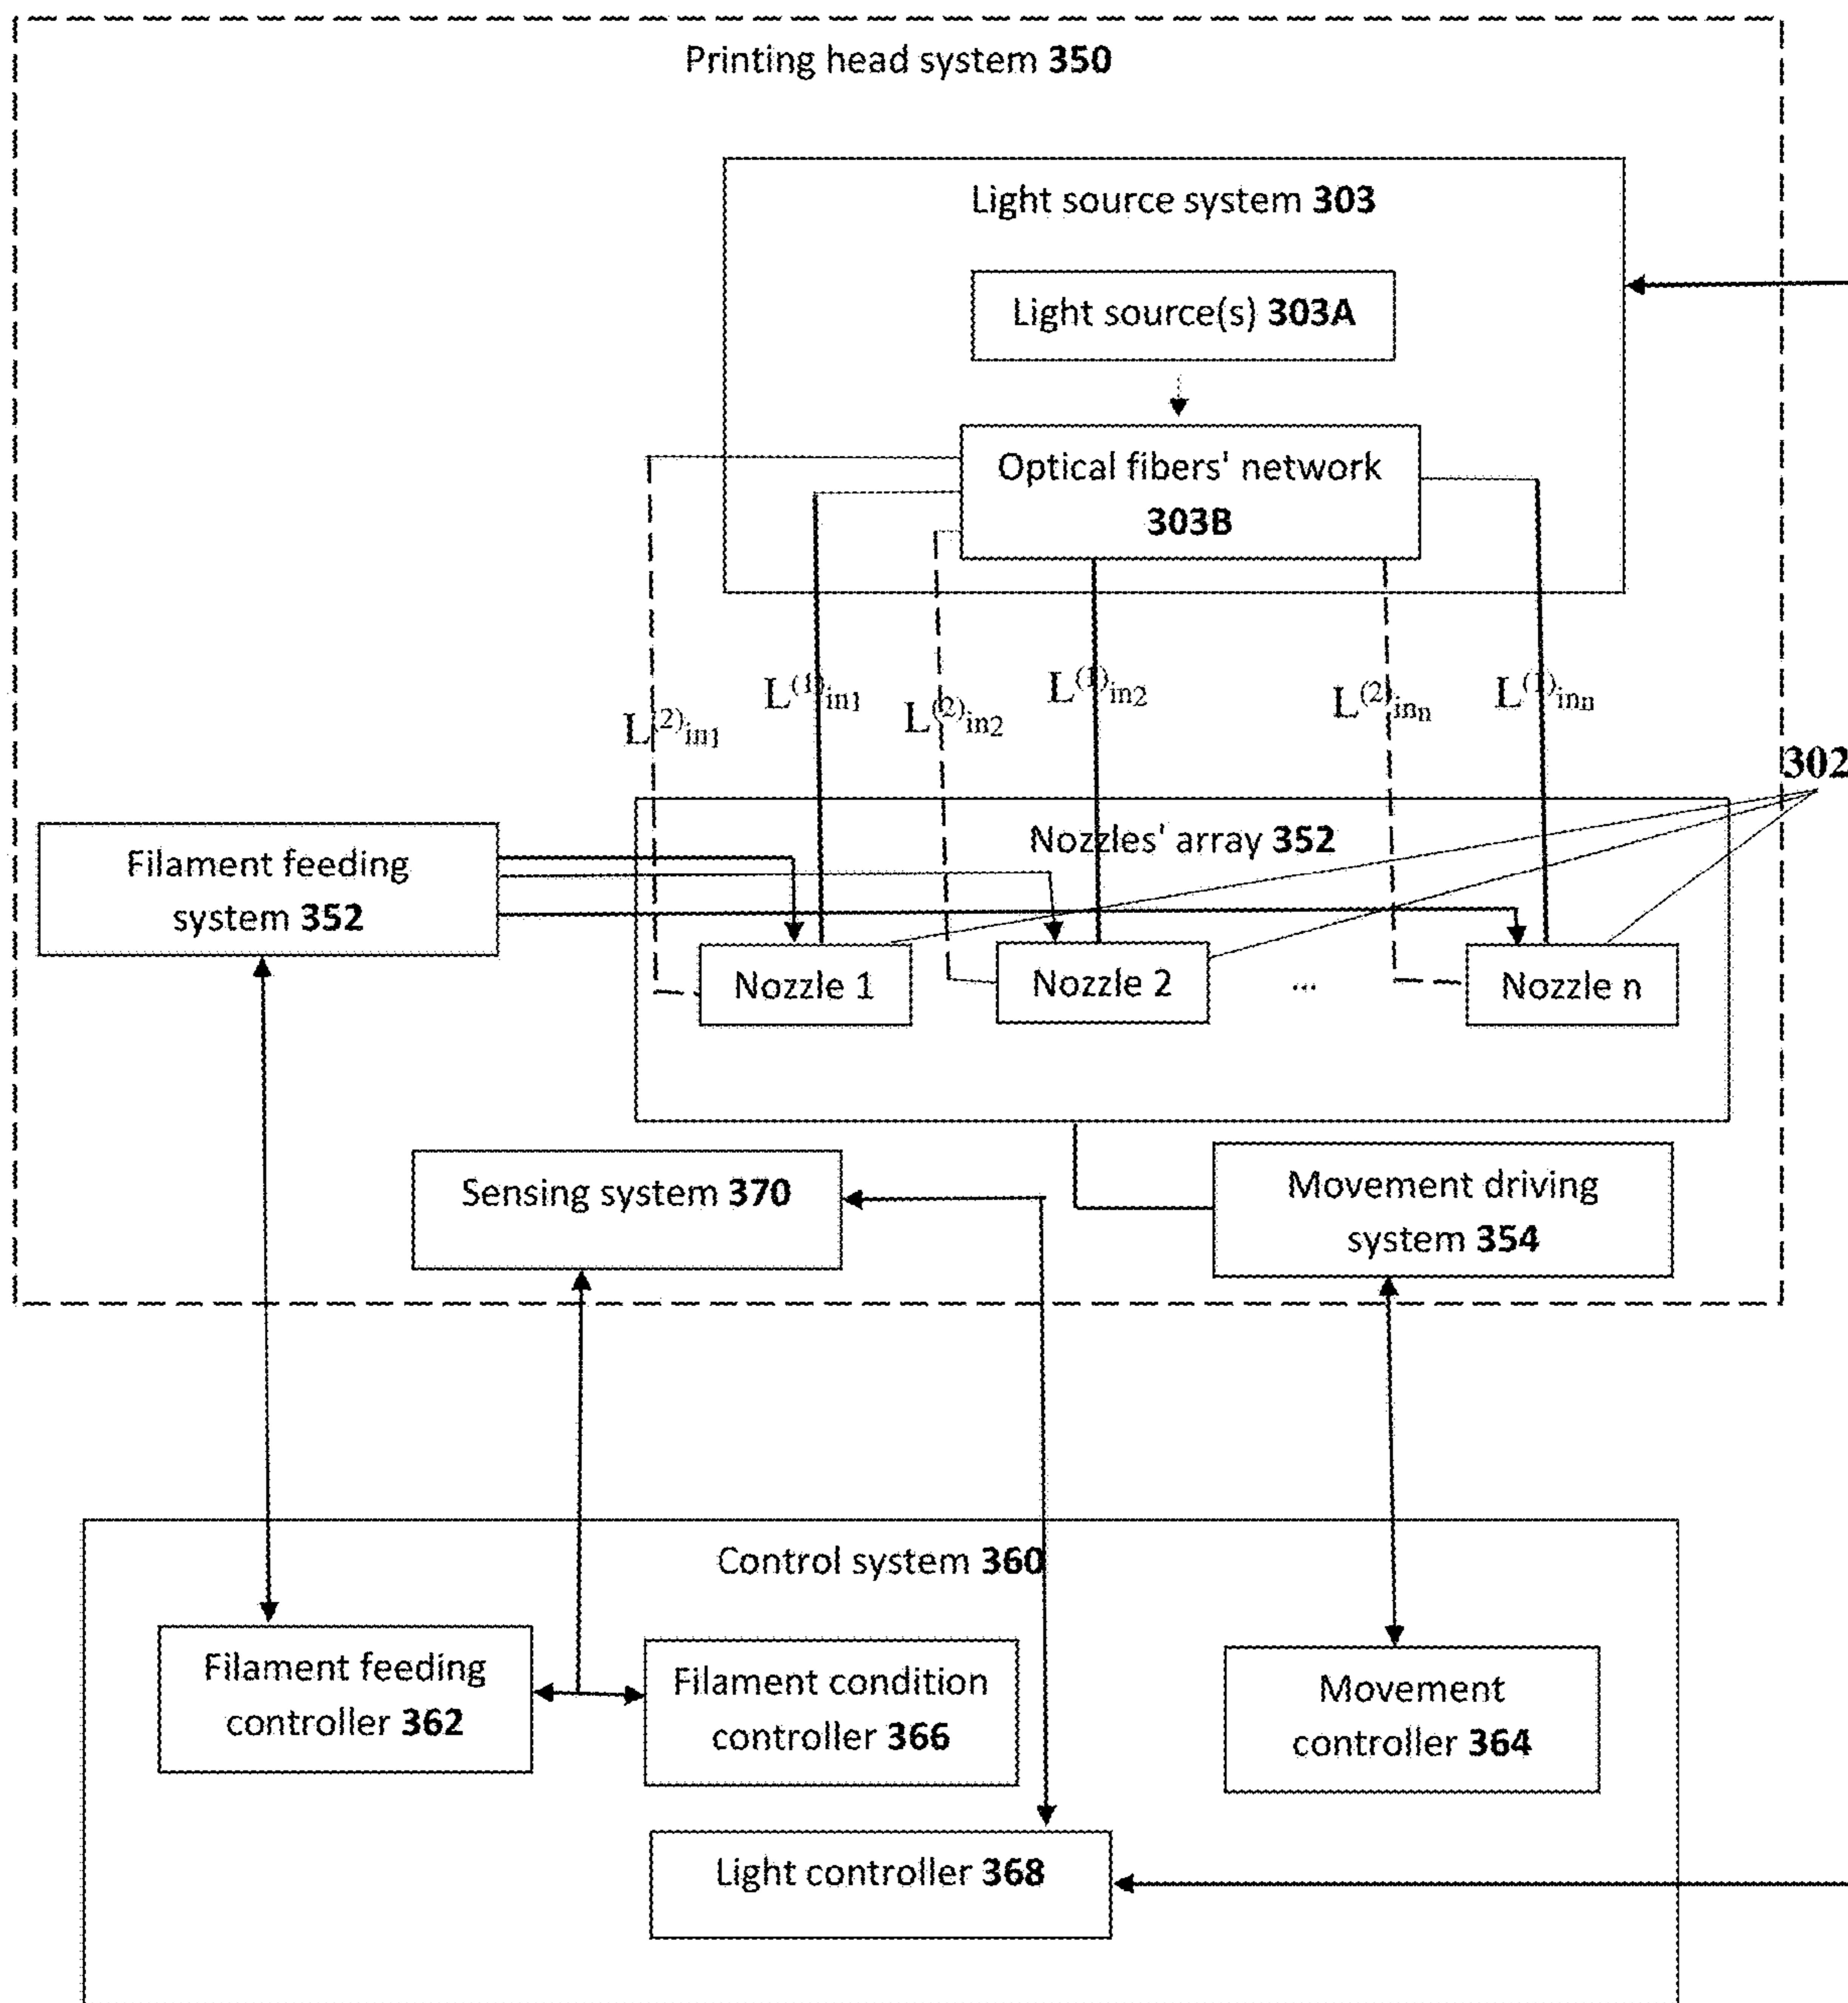 Printing head system 350
Light source system 303
Light source(s) 303A
Optical fibers' network
303B
L(2)in1
L(1)in1
L(2)in2
L(1)in2
L(2)inn
L(1)inn
302
Filament feeding
system 352
Nozzles' array 352
Nozzle 1
Nozzle 2
...
Nozzle n
Sensing system 370
Movement driving
system 354
Control system 360
Filament feeding
controller 362
Filament condition
controller 366
Movement
controller 364
Light controller 368